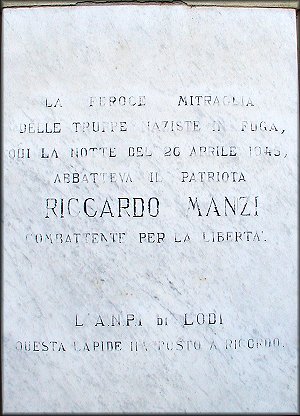 LA FEROCE MITRAGLIA
DELLE TRUPPE NAZISTE IN FUGA,
QUI LA NOTTE DEL 26 APRILE 1945,
ABBATTEVA IL PATRIOTA
RICCARDO MANZI
COMBATTENTE PER LA LIBERTA'.
L'A.N.P.I. DI LODI
QUESTA LAPIDE HA POSTO A RICORDO.